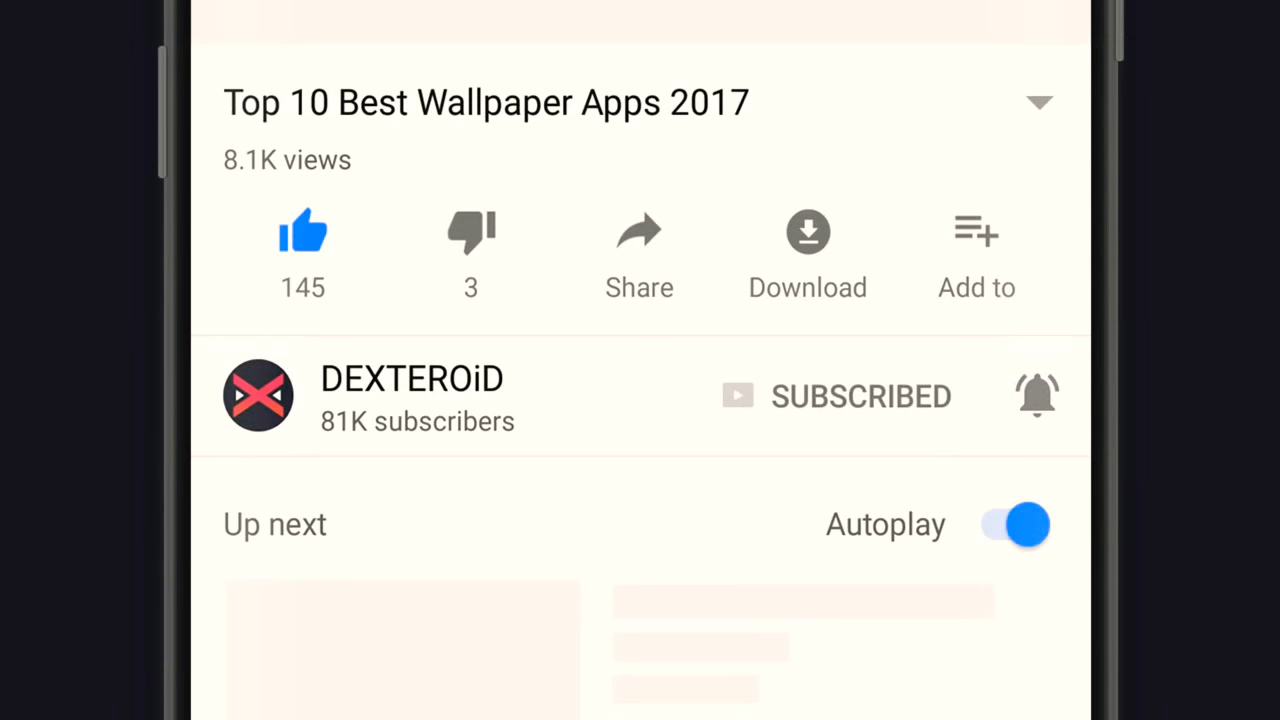 Top 10 Best Wallpaper Apps 2017
8.1K views
145
3
Share
Download
Add to
DEXTEROiD
81K subscribers
SUBSCRIBED
Up next
Autoplay